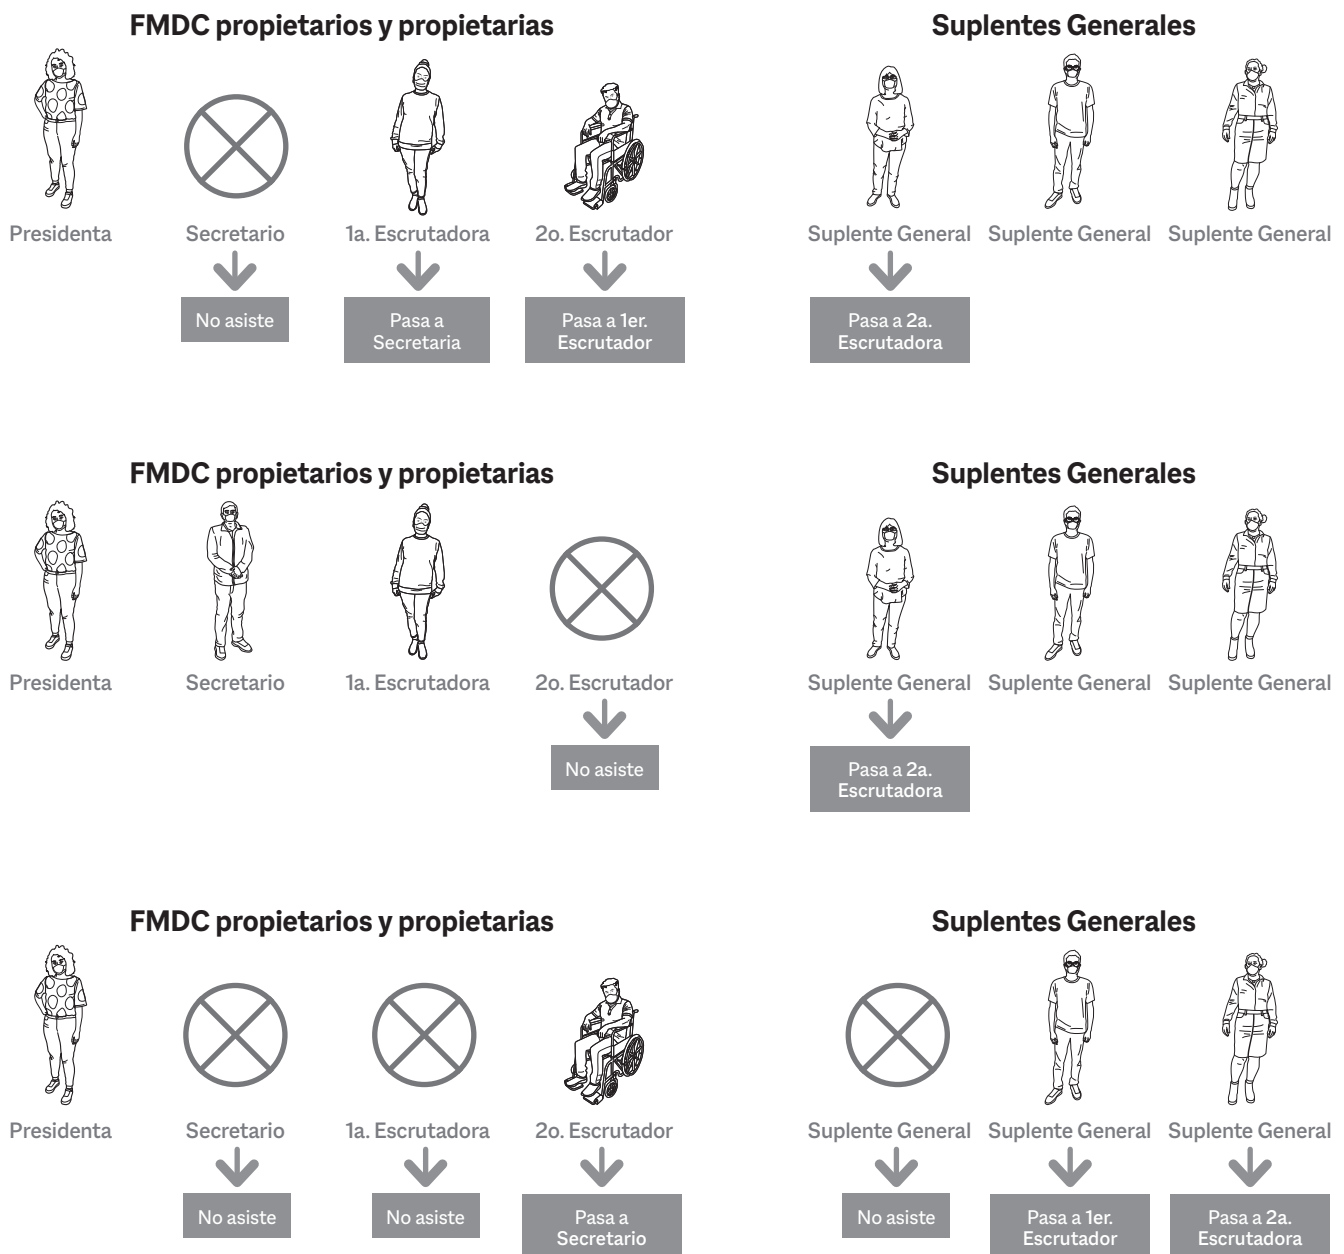 FMDC propietarios y propietarias
Suplentes Generales
Presidenta
Secretario
1a. Escrutadora
2o. Escrutador
Suplente General
Suplente General
Suplente General
No asiste
Pasa a
Secretaria
Pasa a 1er.
Escrutador
Pasa a 2a.
Escrutadora
FMDC propietarios y propietarias
Suplentes Generales
Presidenta
Secretario
1a. Escrutadora
2o. Escrutador
Suplente General
Suplente General
Suplente General
No asiste
Pasa a 2a.
Escrutadora
FMDC propietarios y propietarias
Suplentes Generales
Presidenta
Secretario
1a. Escrutadora
2o. Escrutador
Suplente General
Suplente General
Suplente General
No asiste
No asiste
Pasa a
Secretario
No asiste
Pasa a 1er.
Escrutador
Pasa a 2a.
Escrutadora